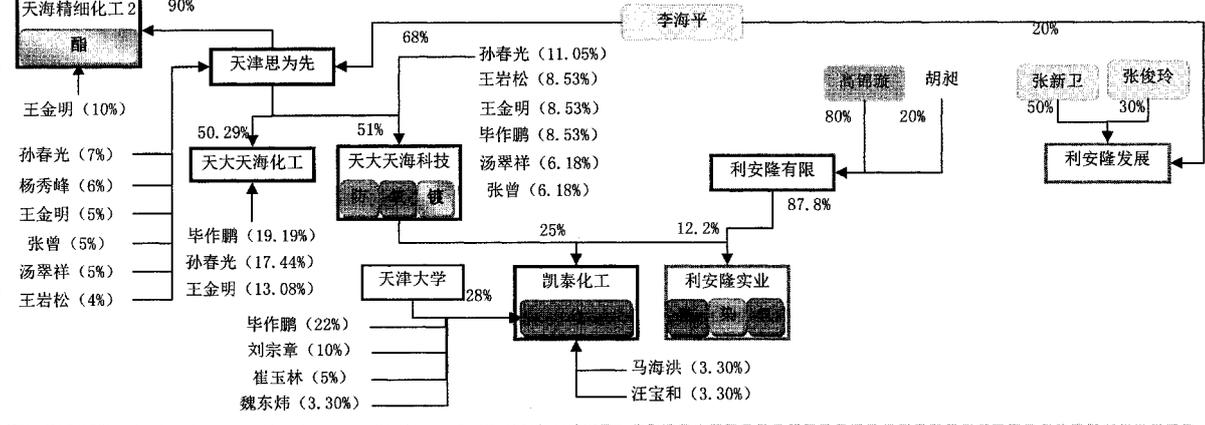 天海精细化工2
90%
酯
王金明（10%）
李海平
68%
20%
天津思为先
孙春光（11.05%）
王岩松（8.53%）
王金明（8.53%）
毕作鹏（8.53%）
汤翠祥（6.18%）
张曾（6.18%）
高锦璇
胡昶
80%
20%
张新卫
张俊玲
50%
30%
50.29%
51%
天大天海化工
天大天海科技
防
镀
利安隆有限
利安隆发展
87.8%
孙春光（7%）
杨秀峰（6%）
王金明（5%）
张曾（5%）
汤翠祥（5%）
王岩松（4%）
毕作鹏（19.19%）
孙春光（17.44%）
王金明（13.08%）
25%
12.2%
天津大学
28%
凯泰化工
利安隆实业
毕作鹏（22%）
刘宗章（10%）
崔玉林（5%）
魏东炜（3.30%）
马海洪（3.30%）
汪宝和（3.30%）